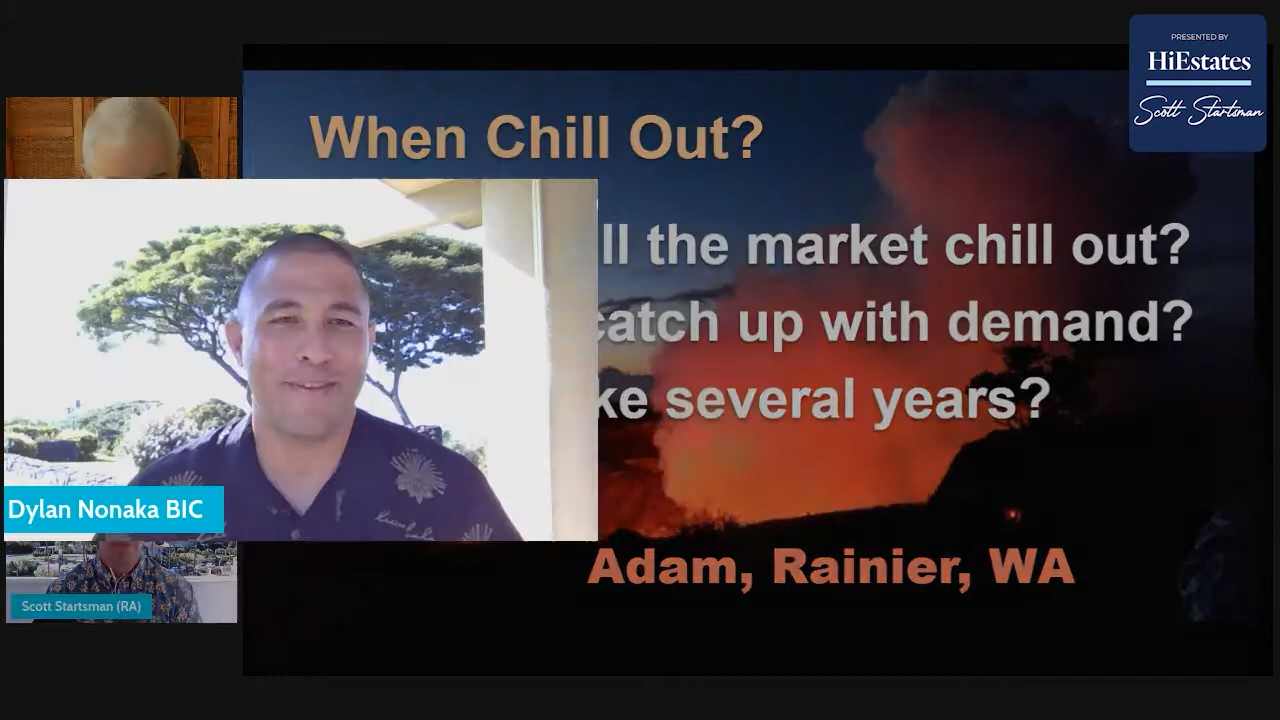 PRESENTED BY
HiEstates
Scott Startsman
When Chill Out?
ll the market chill out?
catch up with demand?
ke several years?
Adam, Rainier, WA
Dylan Nonaka BIC
Scott Startsman (RA)